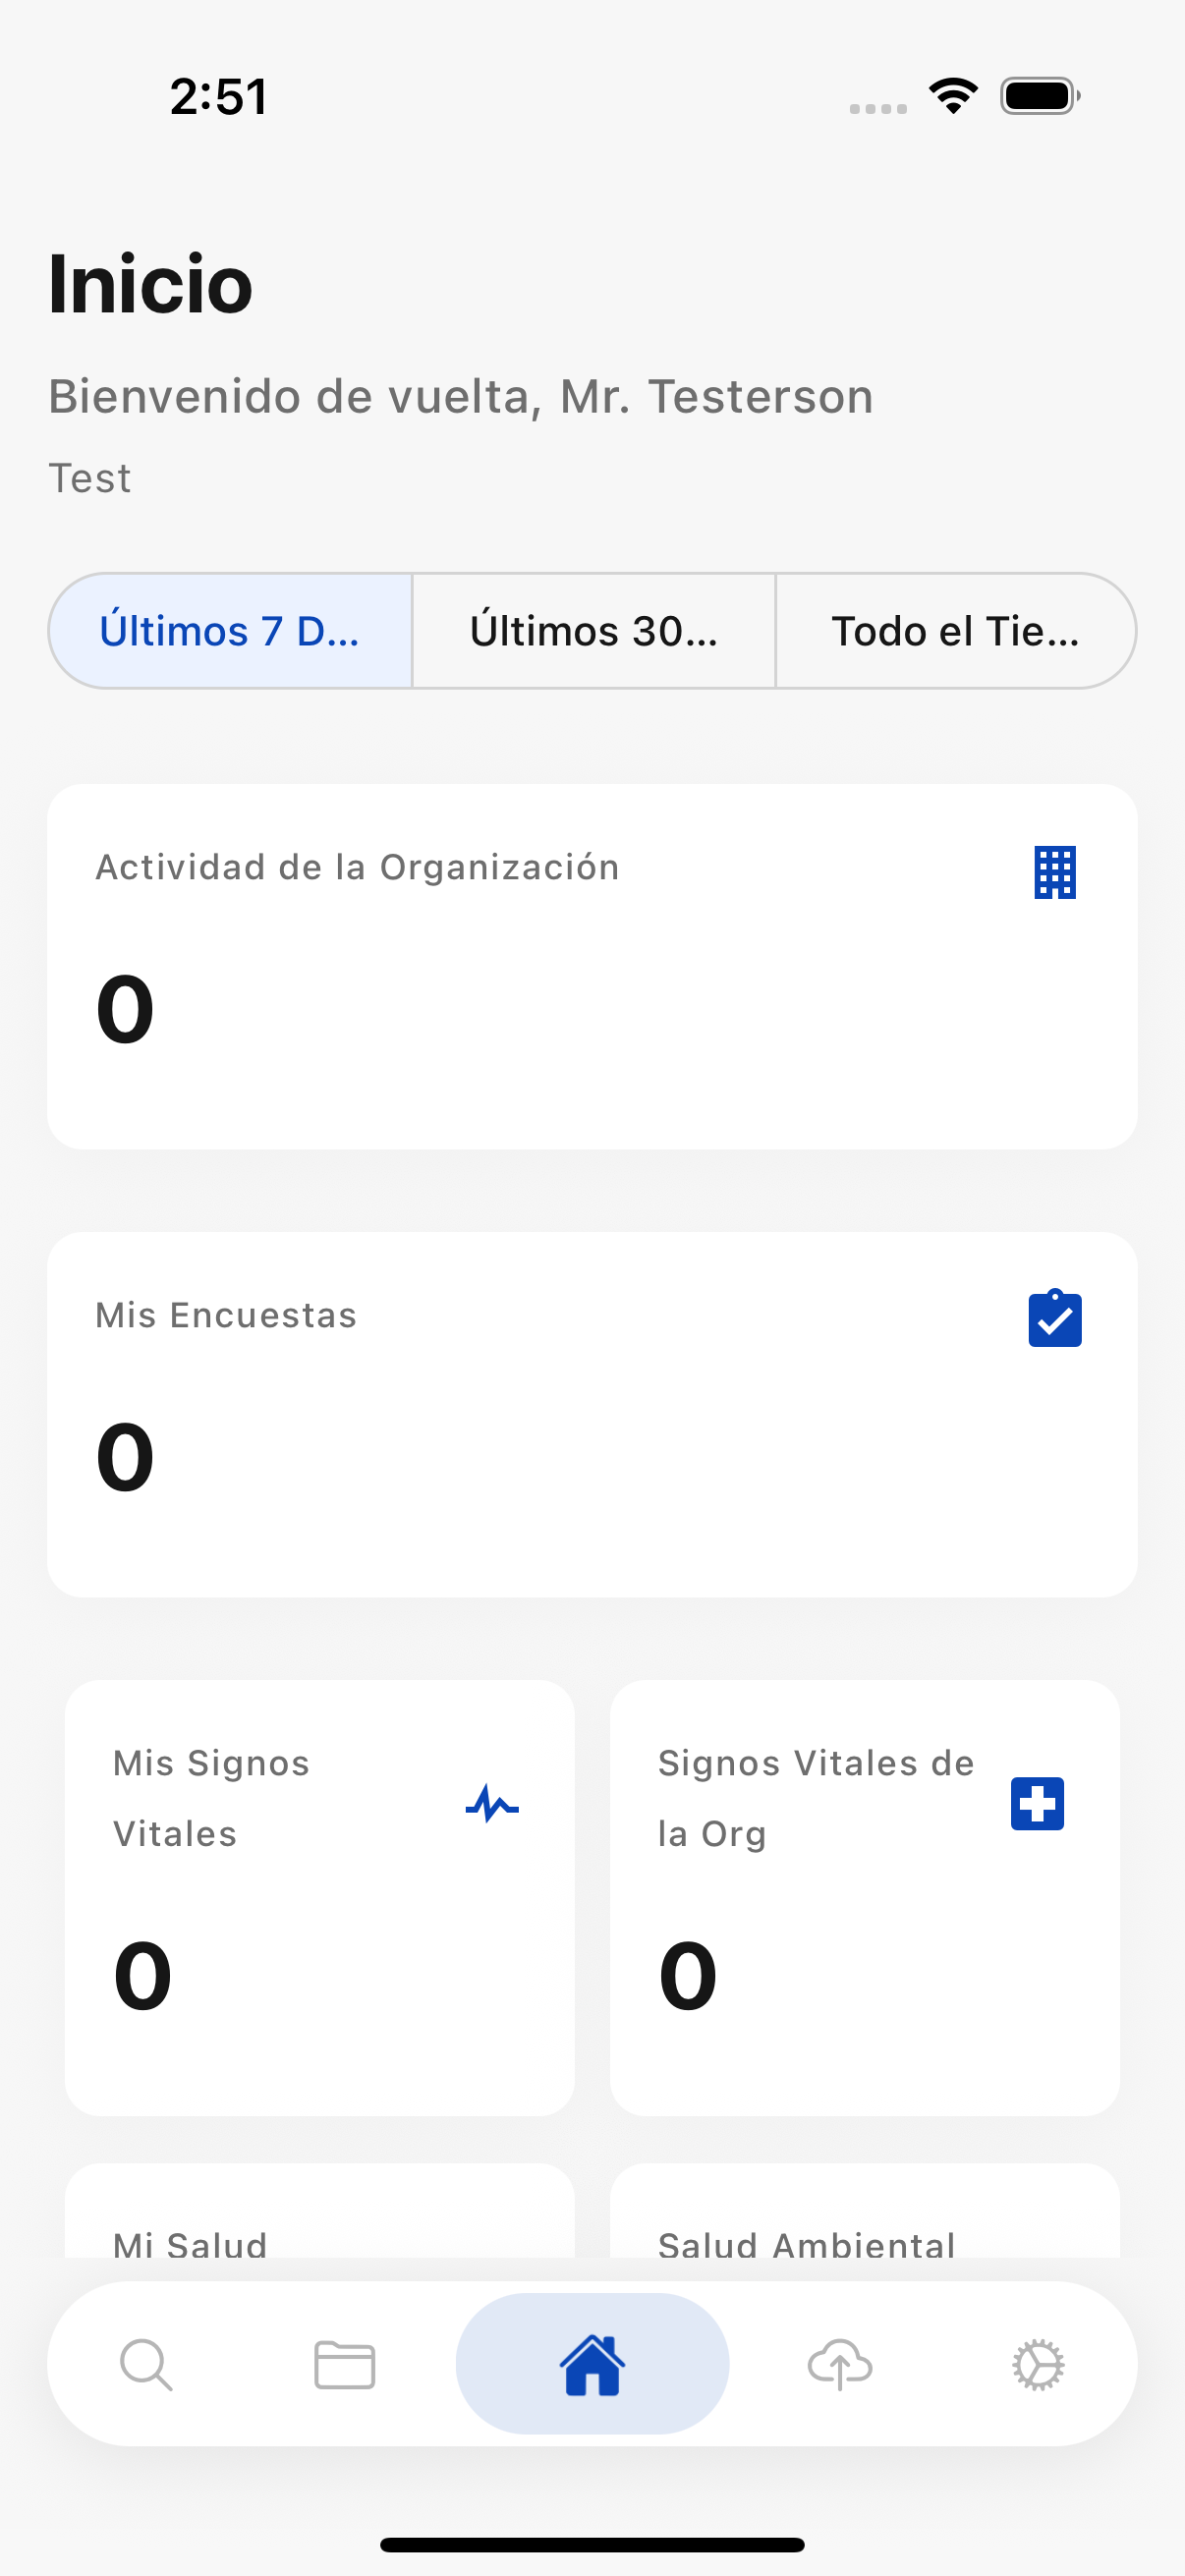 2:51
Inicio
Bienvenido de vuelta, Mr. Testerson
Test
Últimos 7 D...
Últimos 30...
Todo el Tie...
Actividad de la Organización
0
Mis Encuestas
0
Mis Signos
Vitales
0
Signos Vitales de
la Org
0
Mi Salud
Salud Ambiental